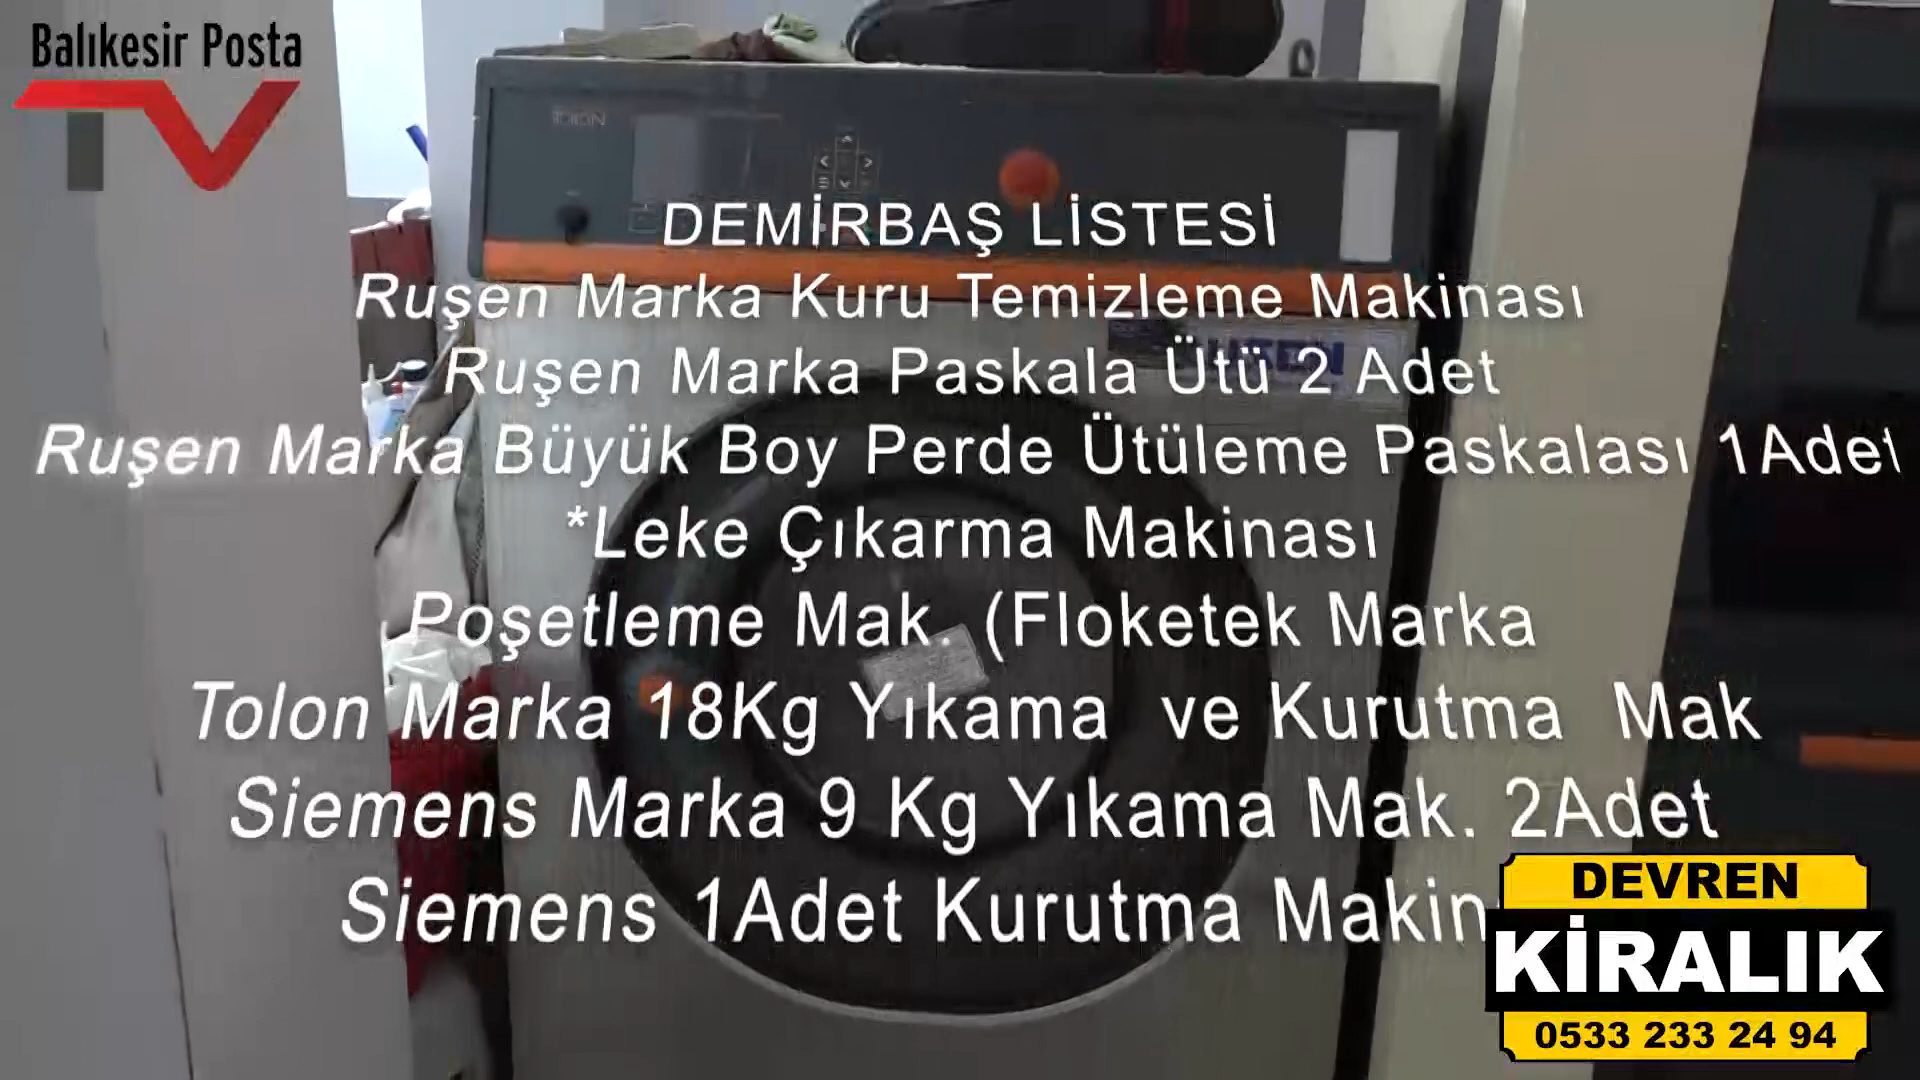 Balıkesir Posta
TV
TOLON
DEMİRBAŞ LİSTESİ
Ruşen Marka Kuru Temizleme Makinası
Ruşen Marka Paskala Ütü 2 Adet
Ruşen Marka Büyük Boy Perde Ütüleme Paskalası 1Adet
*Leke Çıkarma Makinası
Poşetleme Mak. (Floketek Marka
Tolon Marka 18Kg Yıkama ve Kurutma Mak
Siemens Marka 9 Kg Yıkama Mak. 2Adet
Siemens 1Adet Kurutma Makin
DEVREN
KİRALIK
0533 233 24 94